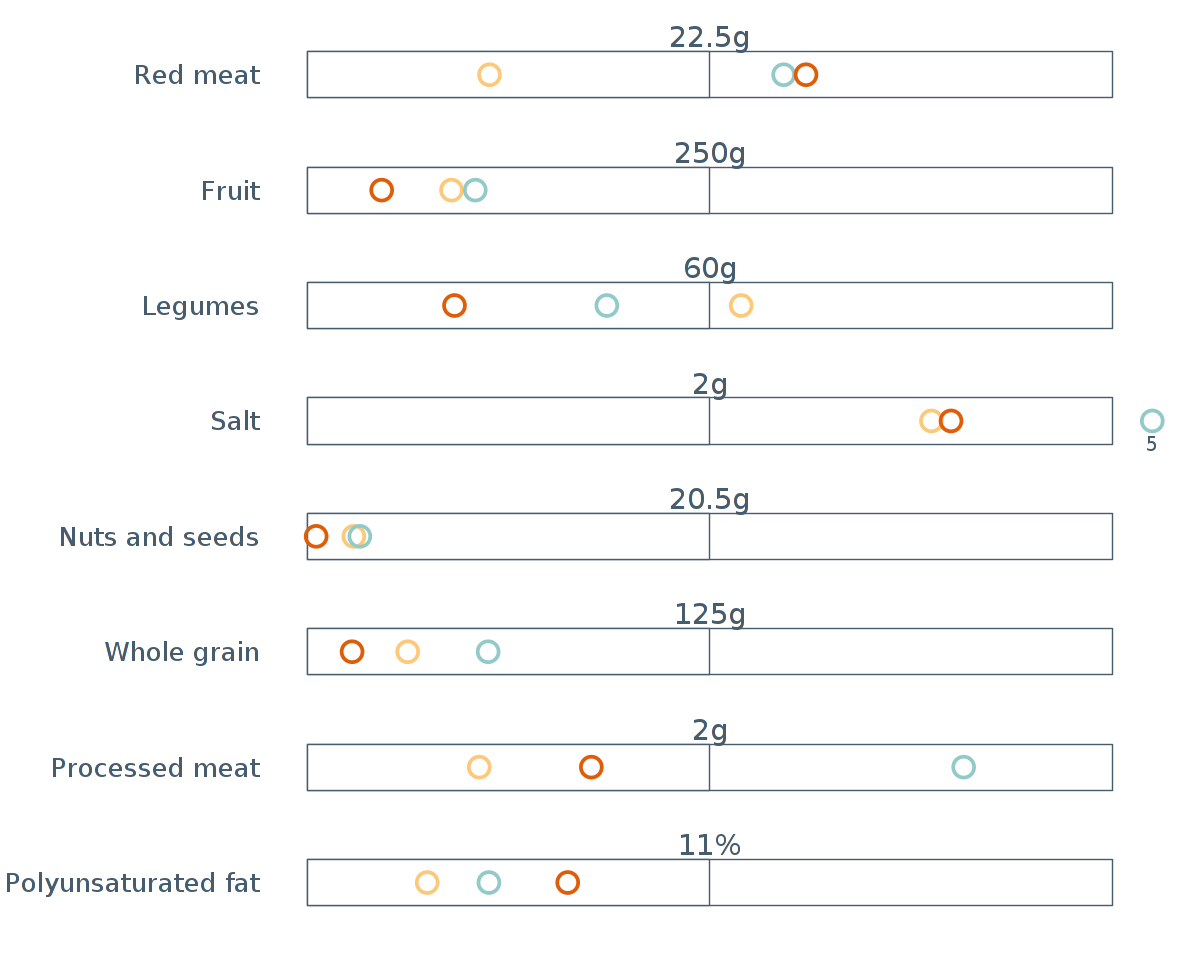 22.5g
Red meat
250g
Fruit
60g
Legumes
2g
Salt
5
20.5g
Nuts and seeds
125g
Whole grain
2g
Processed meat
11%
Polyunsaturated fat